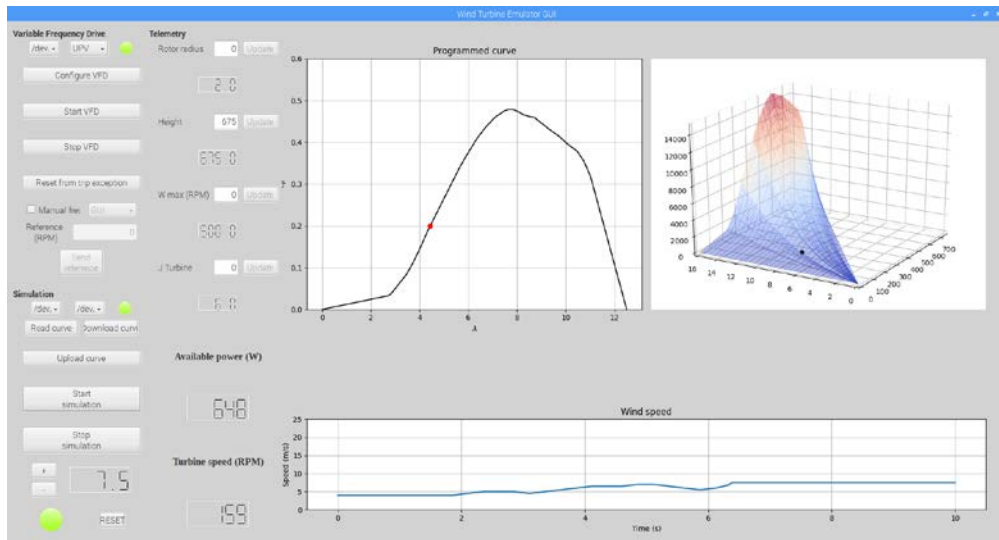 Wind Turbine Emulator GUI
Variable Frequency Drive
/dev.
UPV
Configure VFD
Start VFD
Stop VFD
Reset from trip exception
Manual frec
GUI
Reference
(RPM)
0
Send
reference
Simulation
/dev.
/dev.
Read curve
Download curve
Upload curve
Start
simulation
Stop
simulation
+
-
7.5
RESET
Telemetry
Rotor radius
0
Update
2.0
Height
675
Update
675.0
W max (RPM)
0
Update
500.0
J Turbine
0
Update
6.0
Available power (W)
648
Turbine speed (RPM)
159
Programmed curve
0.6
0.5
0.4
0.3
0.2
0.1
0.0
0 2 4 6 8 10 12
λ
14000
12000
10000
8000
6000
4000
2000
0
16 14 12 10 8 6 4 2 0
0 100 200 300 400 500 600 700
Wind speed
Speed (m/s)
25
20
15
10
5
0
0 2 4 6 8 10
Time (s)